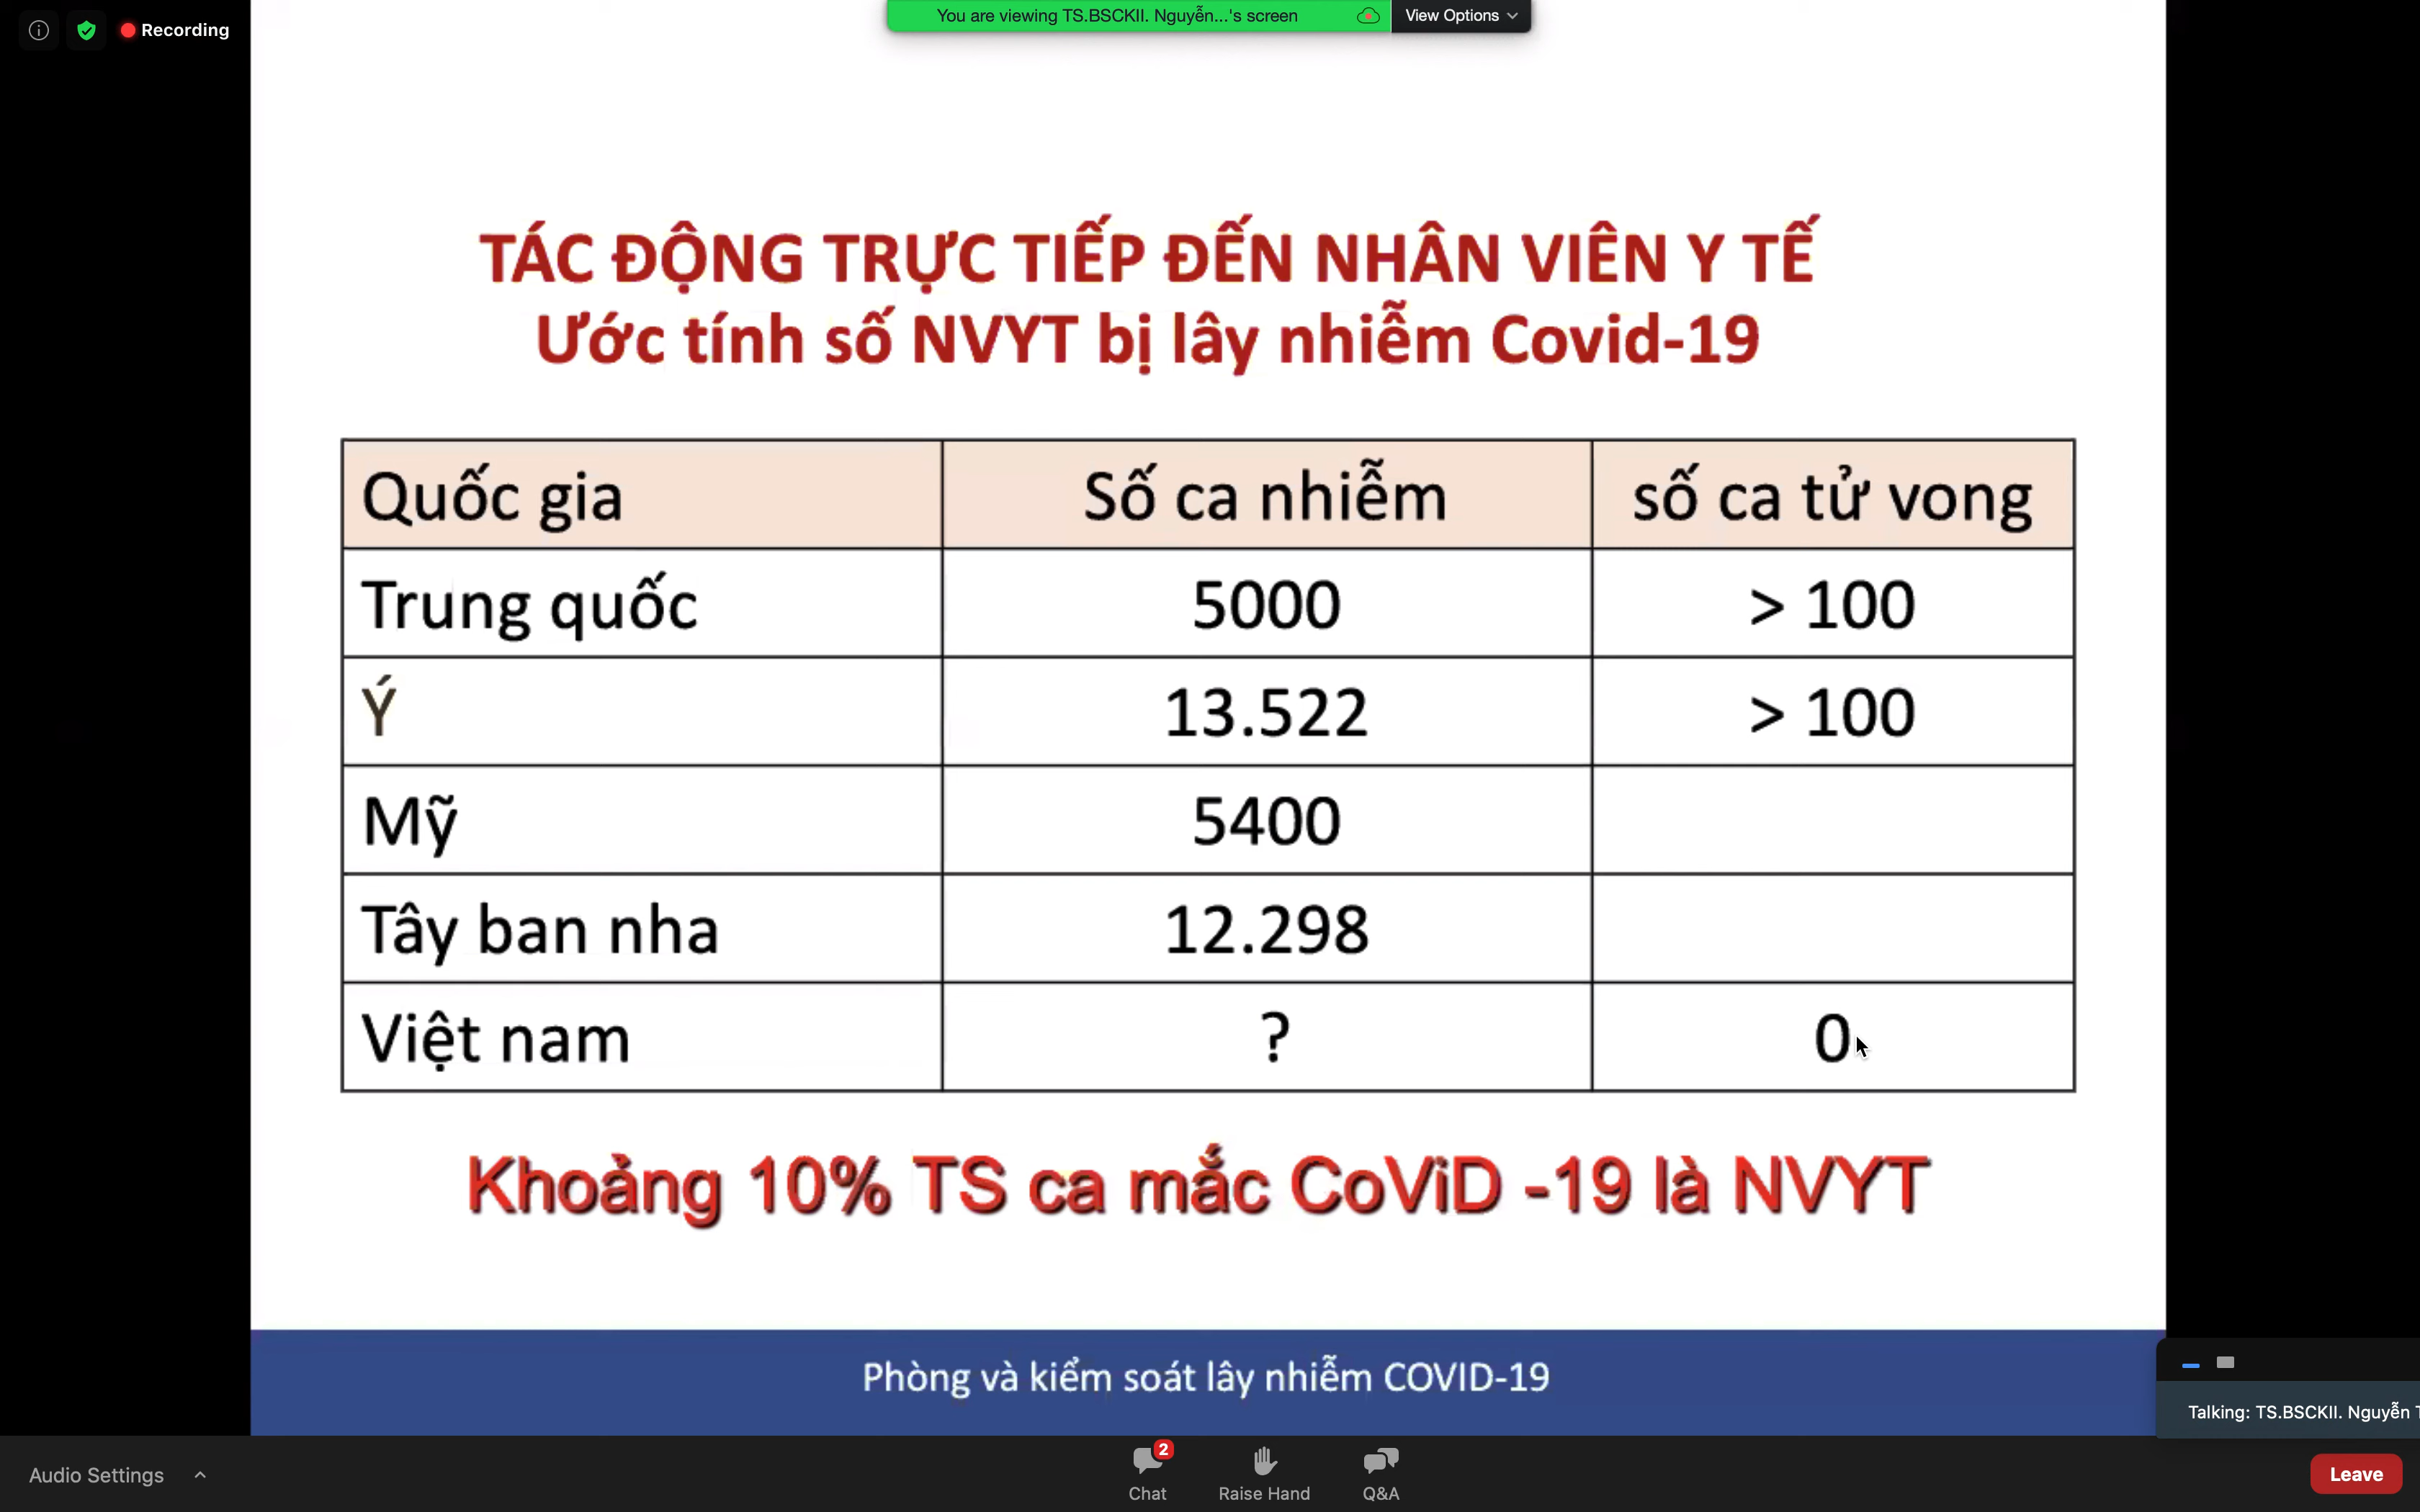 Recording
You are viewing TS.BSCKII. Nguyễn...'s screen
View Options
TÁC ĐỘNG TRỰC TIẾP ĐẾN NHÂN VIÊN Y TẾ
Ước tính số NVYT bị lây nhiễm Covid-19
Quốc gia Số ca nhiễm số ca tử vong
Trung quốc 5000 > 100
Ý 13.522 > 100
Mỹ 5400
Tây ban nha 12.298
Việt nam ? 0
Khoảng 10% TS ca mắc CoViD -19 là NVYT
Phòng và kiểm soát lây nhiễm COVID-19
Talking: TS.BSCKII. Nguyễn
Audio Settings
2
Chat
Raise Hand
Q&A
Leave